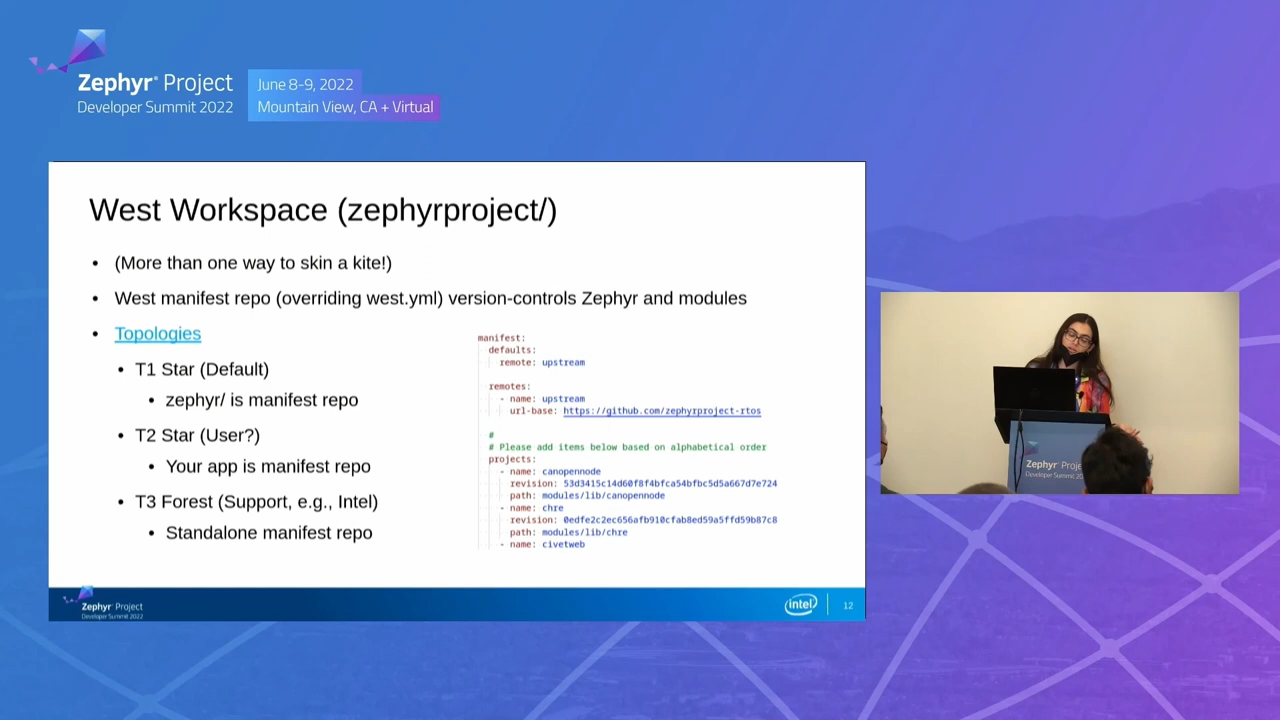 Zephyr® Project
Developer Summit 2022
June 8-9, 2022
Mountain View, CA + Virtual
West Workspace (zephyrproject/)
• (More than one way to skin a kite!)
• West manifest repo (overriding west.yml) version-controls Zephyr and modules
• Topologies
• T1 Star (Default)
• zephyr/ is manifest repo
• T2 Star (User?)
• Your app is manifest repo
• T3 Forest (Support, e.g., Intel)
• Standalone manifest repo
manifest:
defaults:
remote: upstream
remotes:
- name: upstream
url-base: https://github.com/zephyrproject-rtos
#
# Please add items below based on alphabetical order
projects:
- name: canopennode
revision: 53d3415c14d60f8f4bfca54bfbc5d5a667d7e724
path: modules/lib/canopennode
- name: chre
revision: 0edfe2c2ec656afb910cfab8ed59a5ffd59b87c8
path: modules/lib/chre
- name: civetweb
Zephyr Project
Developer Summit 2022
intel
12
Zephyr Proje
Developer Summit 20